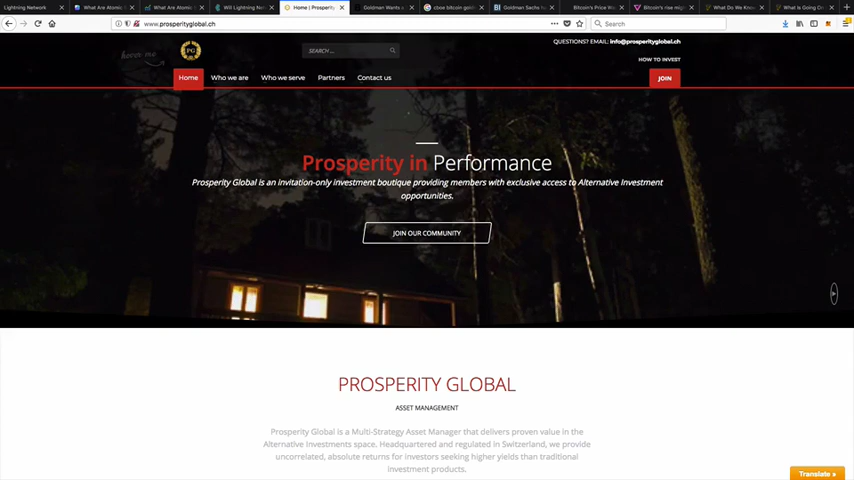 Lightning Network
What Are Atomic
What Are Atomic
Will Lightning Netw
Home | Prosperity
Goldman Wants
cboe bitcoin gold
Goldman Sachs ha
Bitcoin's Price Wo
Bitcoin's rise migh
What Do We Know
What Is Going On
www.prosperityglobal.ch
Search
QUESTIONS? EMAIL: info@prosperityglobal.ch
PG
SEARCH ...
HOW TO INVEST
Home
Who we are
Who we serve
Partners
Contact us
JOIN
Prosperity in Performance
Prosperity Global is an invitation-only investment boutique providing members with exclusive access to Alternative Investment
opportunities.
JOIN OUR COMMUNITY
PROSPERITY GLOBAL
ASSET MANAGEMENT
Prosperity Global is a Multi-Strategy Asset Manager that delivers proven value in the
Alternative Investments space. Headquartered and regulated in Switzerland, we provide
uncorrelated, absolute returns for investors seeking higher yields than traditional
investment products.
Translate »